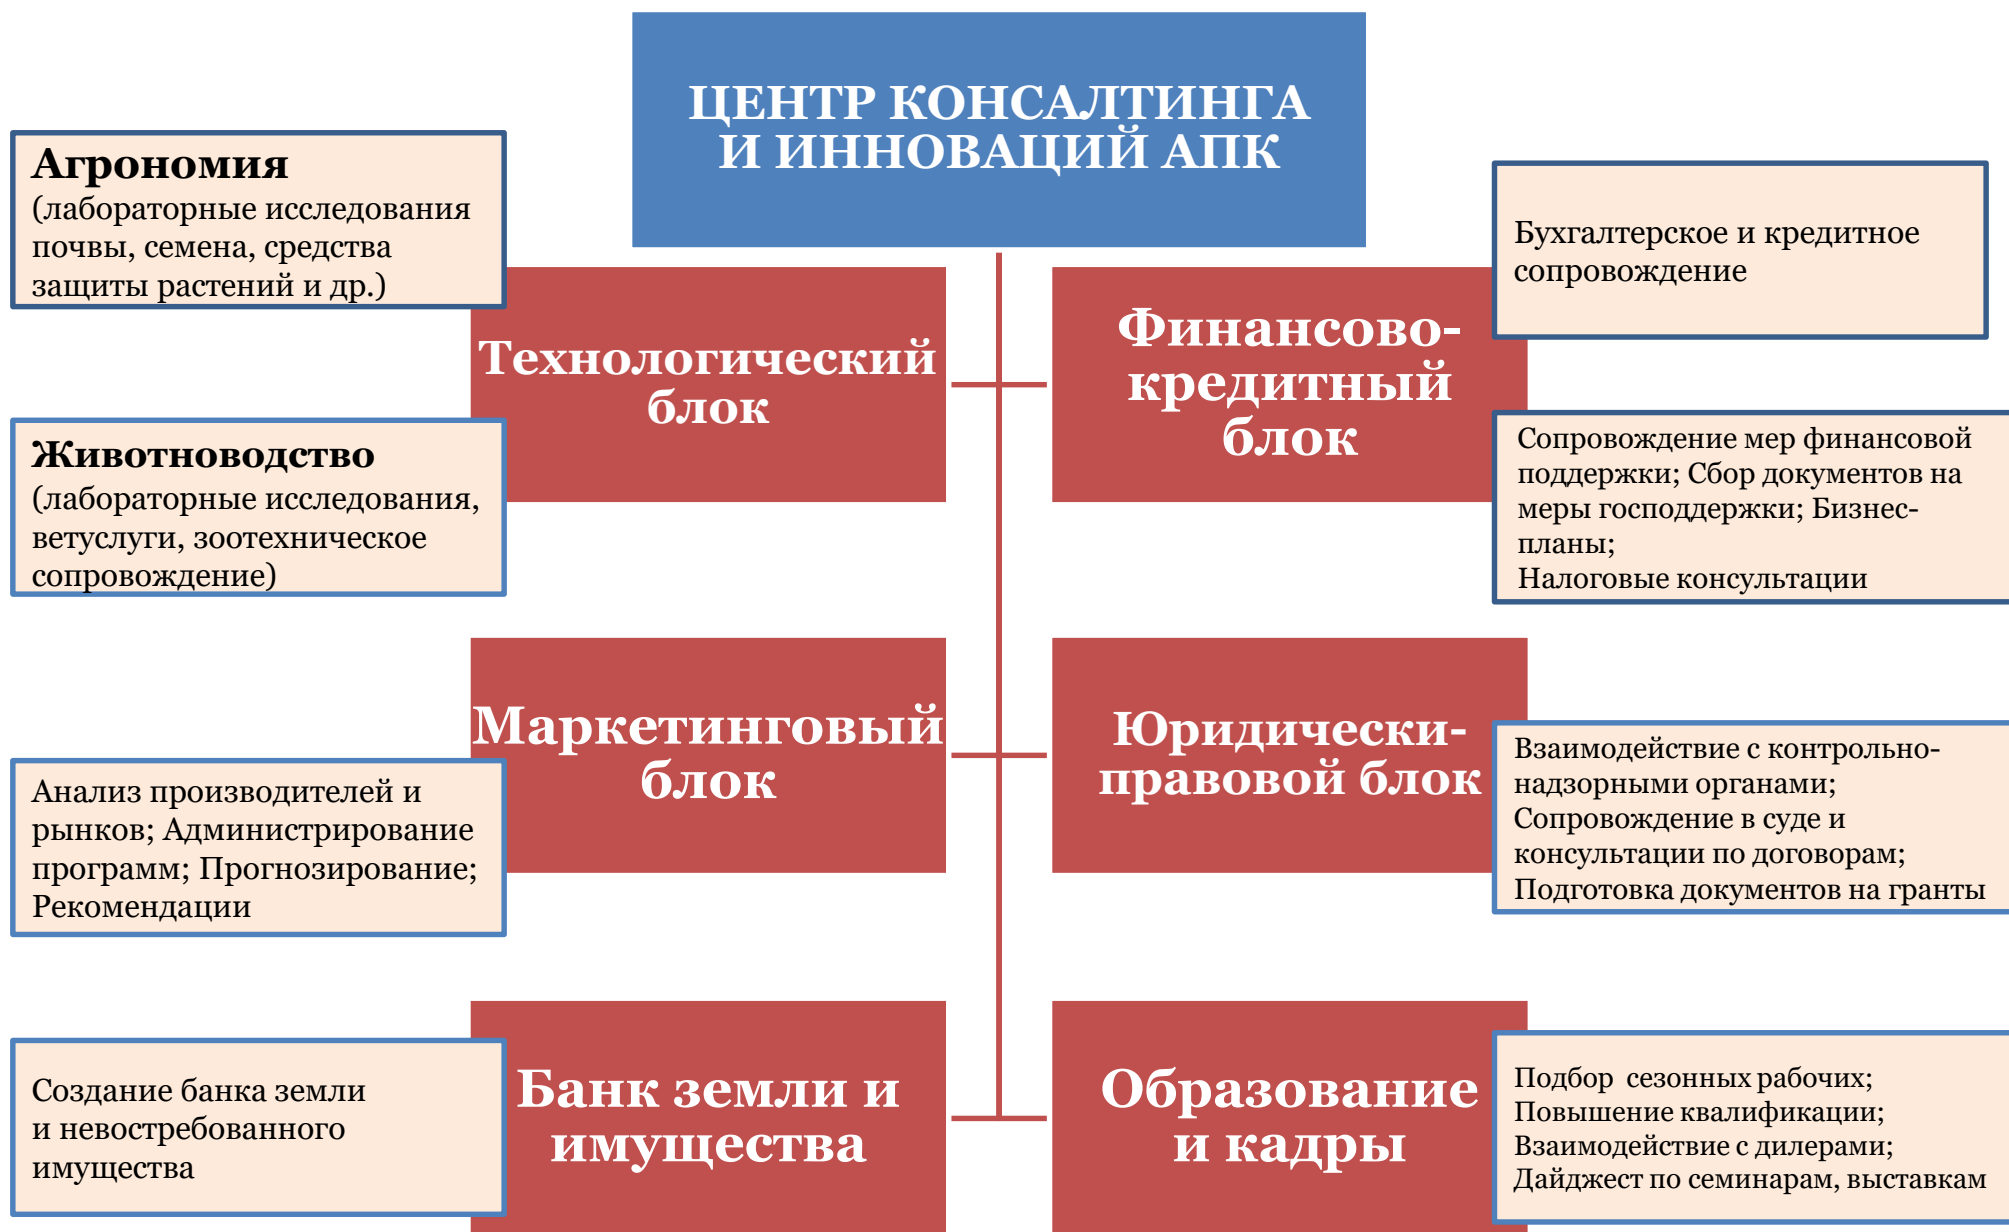 ЦЕНТР КОНСАЛТИНГА
И ИННОВАЦИЙ АПК
Агрономия
(лабораторные исследования
почвы, семена, средства
защиты растений и др.)
Технологический
блок
Животноводство
(лабораторные исследования,
ветуслуги, зоотехническое
сопровождение)
Финансово-
кредитный
блок
Бухгалтерское и кредитное
сопровождение
Сопровождение мер финансовой
поддержки; Сбор документов на
меры господдержки; Бизнес-
планы;
Налоговые консультации
Маркетинговый
блок
Анализ производителей и
рынков; Администрирование
программ; Прогнозирование;
Рекомендации
Юридически-
правовой блок
Взаимодействие с контрольно-
надзорными органами;
Сопровождение в суде и
консультации по договорам;
Подготовка документов на гранты
Банк земли и
имущества
Создание банка земли
и невостребованного
имущества
Образование
и кадры
Подбор  сезонных рабочих;
Повышение квалификации;
Взаимодействие с дилерами;
Дайджест по семинарам, выставкам